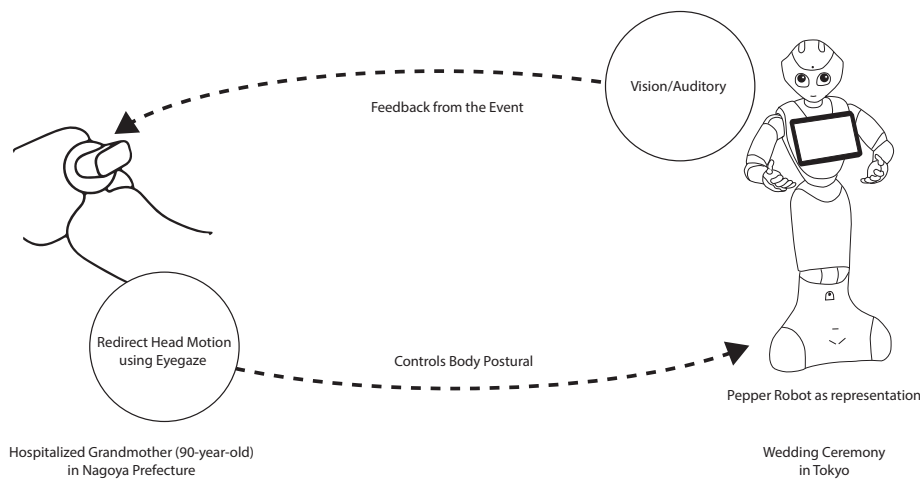 Vision/Auditory
Feedback from the Event
Redirect Head Motion
using Eyegaze
Controls Body Postural
Pepper Robot as representation
Hospitalized Grandmother (90-year-old)
in Nagoya Prefecture
Wedding Ceremony
in Tokyo